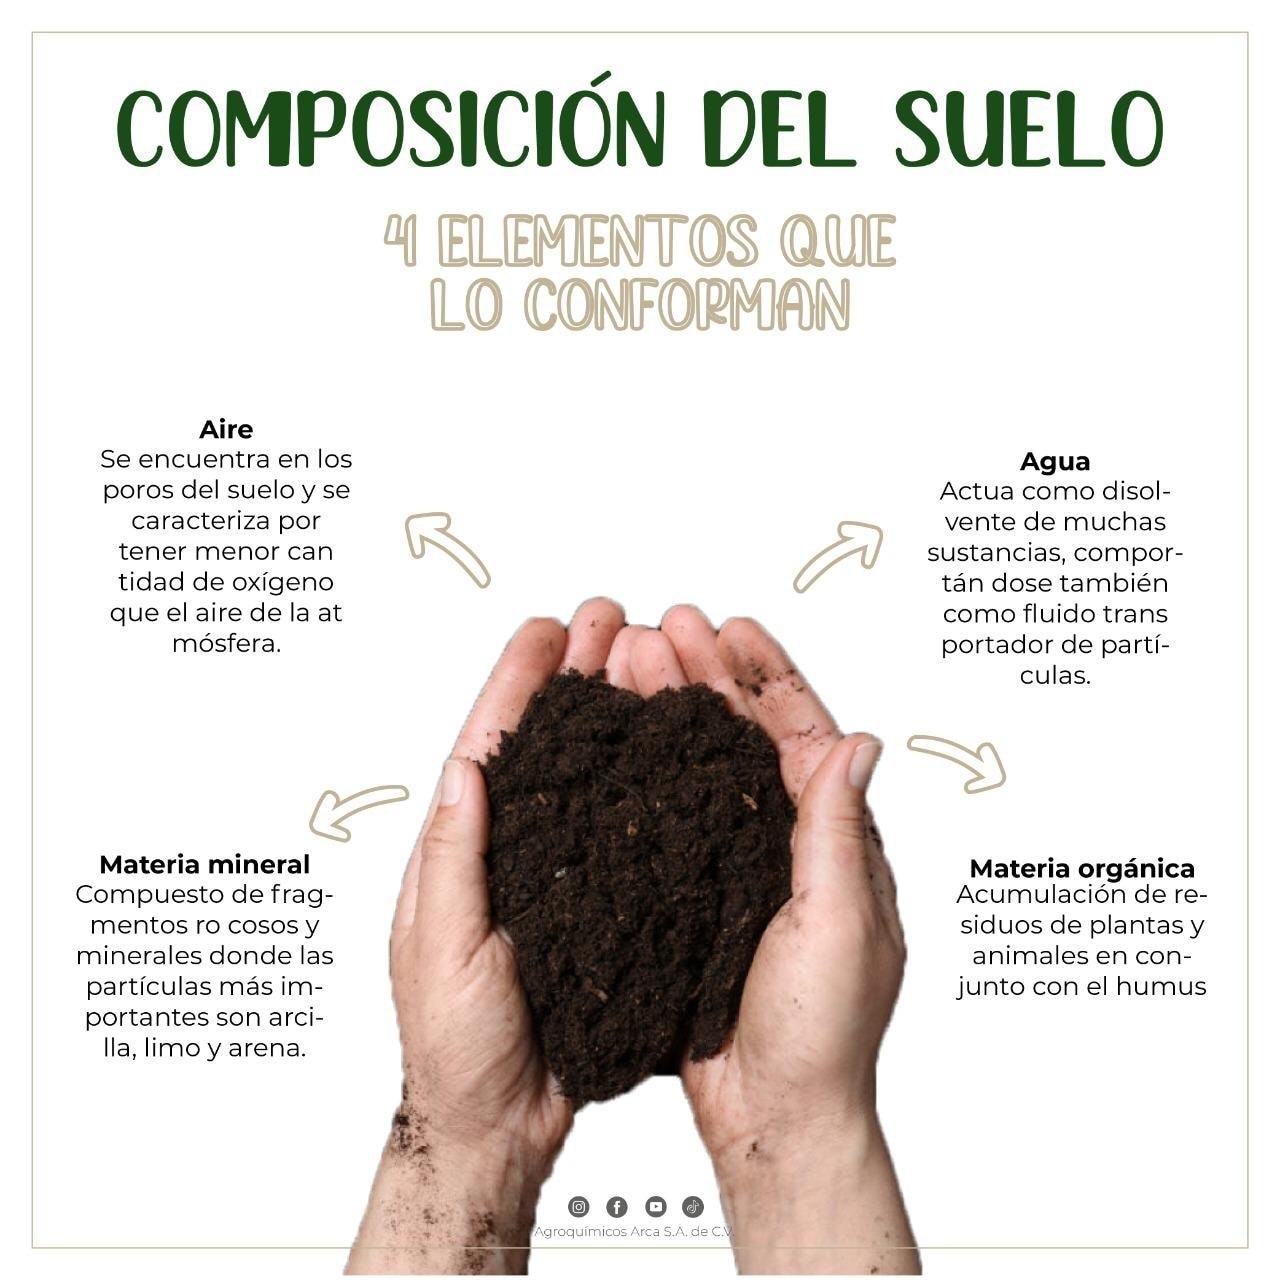 COMPOSICIÓN DEL SUELO
4 ELEMENTOS QUE
LO CONFORMAN
Aire
Se encuentra en los
poros del suelo y se
caracteriza por
tener menor can
tidad de oxígeno
que el aire de la at
mósfera.
Agua
Actua como disol-
vente de muchas
sustancias, compor-
tán dose también
como fluido trans
portador de partí-
culas.
Materia mineral
Compuesto de frag-
mentos ro cosos y
minerales donde las
partículas más im-
portantes son arci-
lla, limo y arena.
Materia orgánica
Acumulación de re-
siduos de plantas y
animales en con-
junto con el humus
Agroquímicos Arca S.A. de C.V.